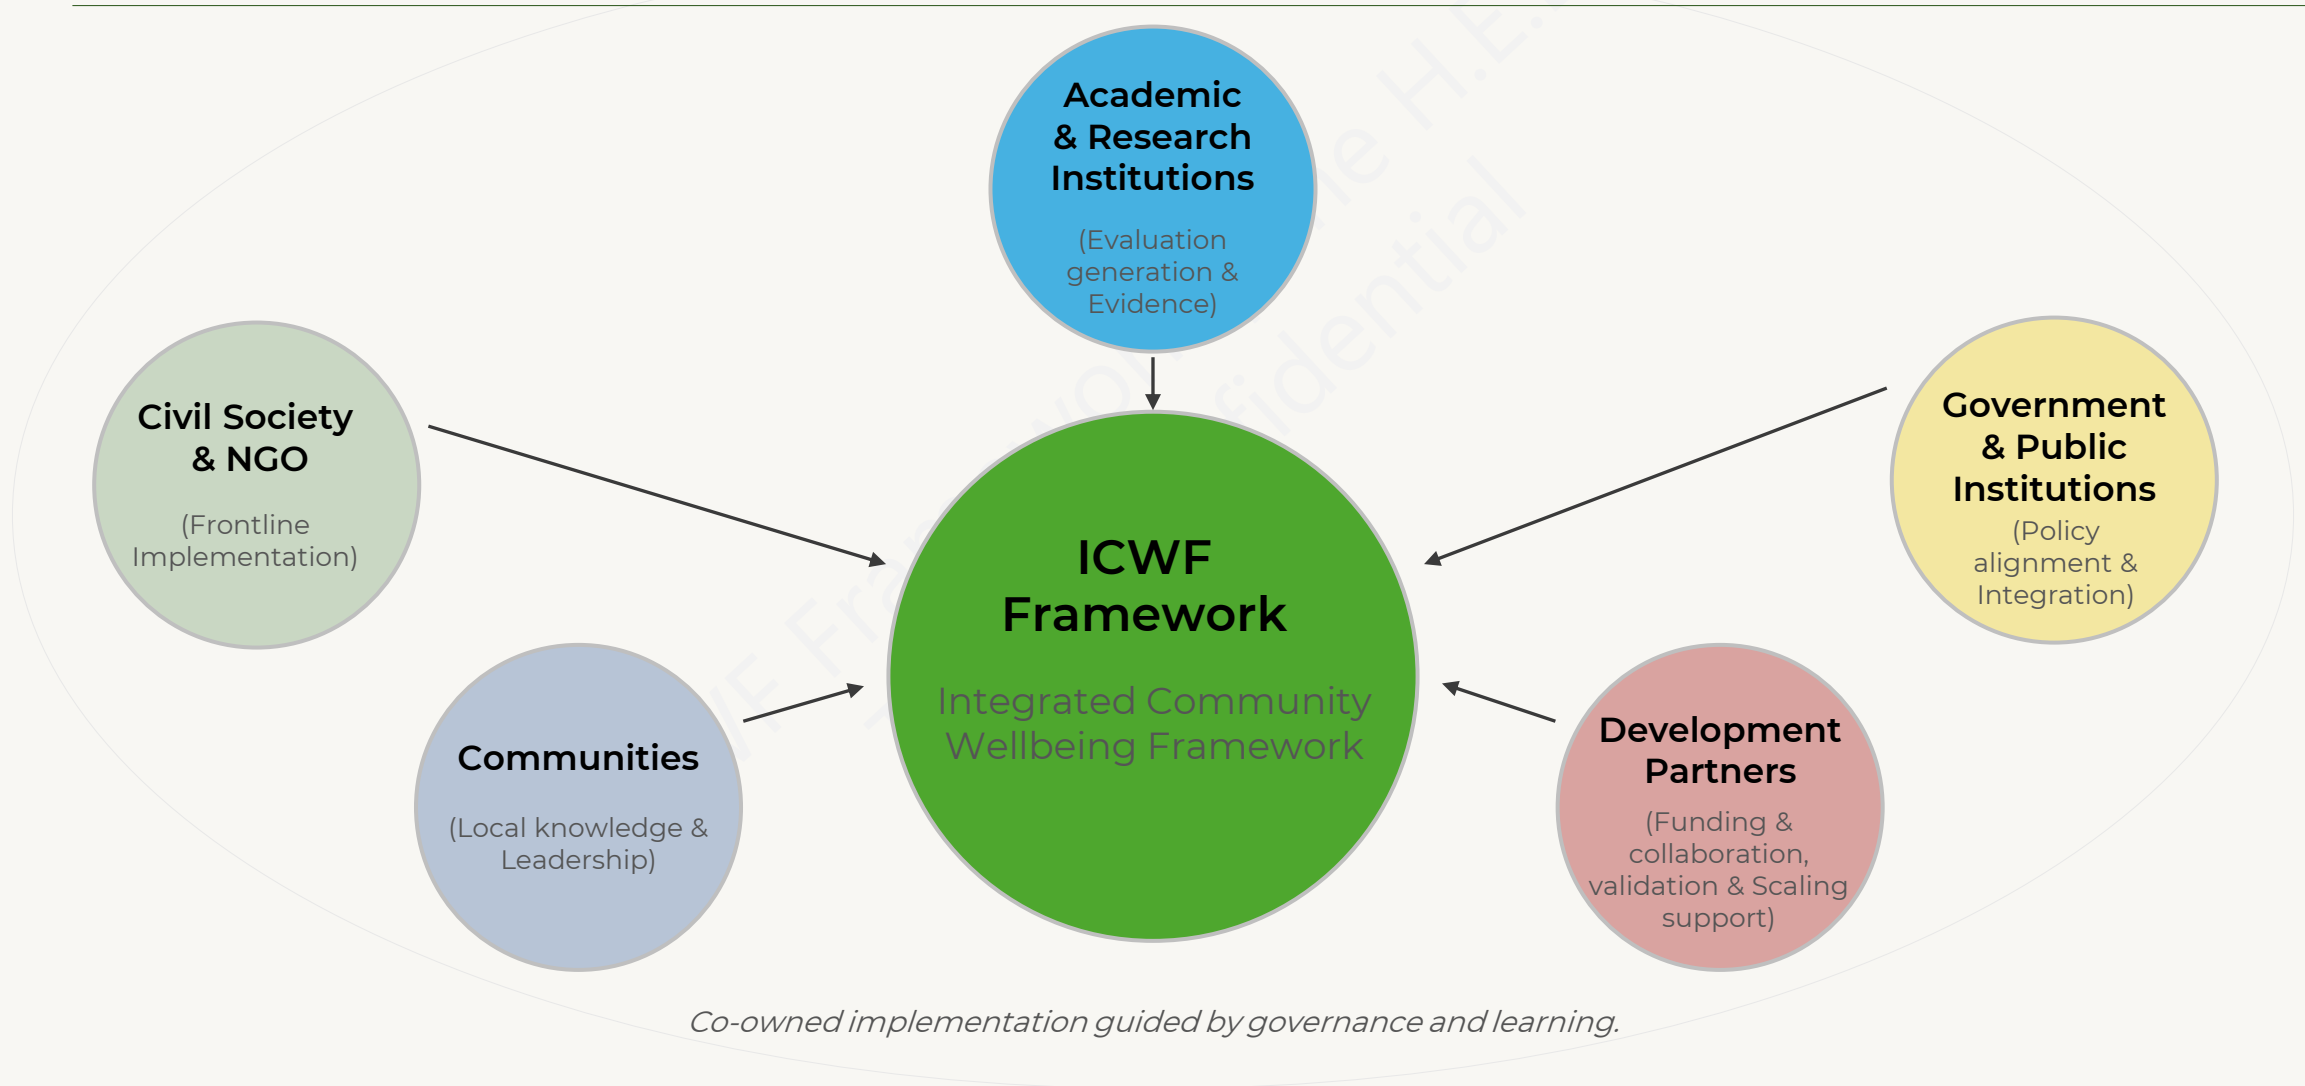 Academic
& Research
Institutions
(Evaluation
generation &
Evidence)
Civil Society
& NGO
(Frontline
Implementation)
Government
& Public
Institutions
(Policy
alignment &
Integration)
ICWF
Framework
Integrated Community
Wellbeing Framework
Communities
(Local knowledge &
Leadership)
Development
Partners
(Funding &
collaboration,
validation & Scaling
support)
Co-owned implementation guided by governance and learning.